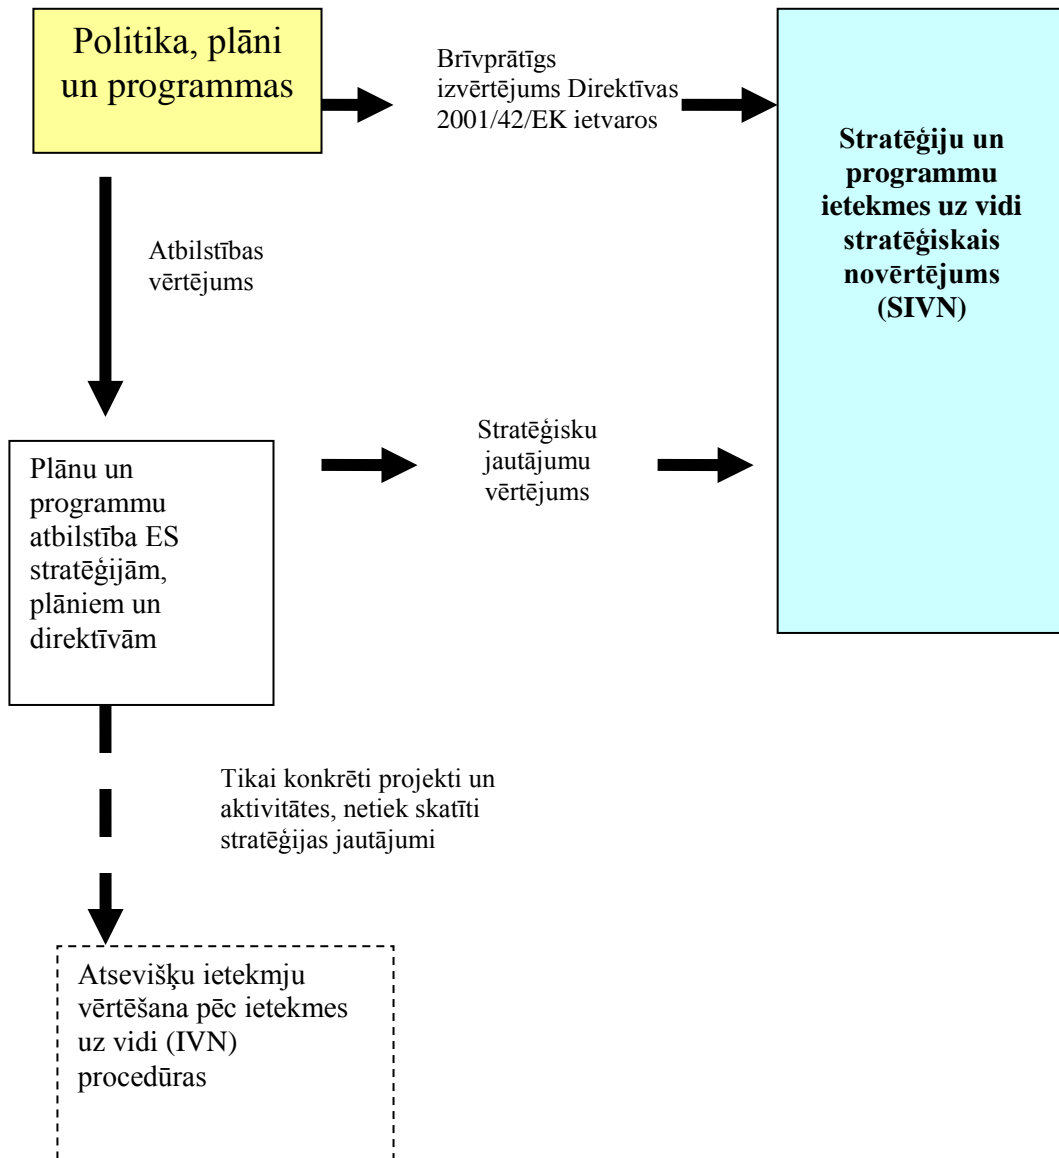 Politika, plāni
un programmas
Brīvprātīgs
izvērtējums Direktīvas
2001/42/EK ietvaros
Stratēģiju un
programmu
ietekmes uz vidi
stratēģiskais
novērtējums
(SIVN)
Atbilstības
vērtējums
Plānu un
programmu
atbilstība ES
stratēģijām,
plāniem un
direktīvām
Stratēģisku
jautājumu
vērtējums
Tikai konkrēti projekti un
aktivitātes, netiek skatīti
stratēģijas jautājumi
Atsevišķu ietekmju
vērtēšana pēc ietekmes
uz vidi (IVN)
procedūras